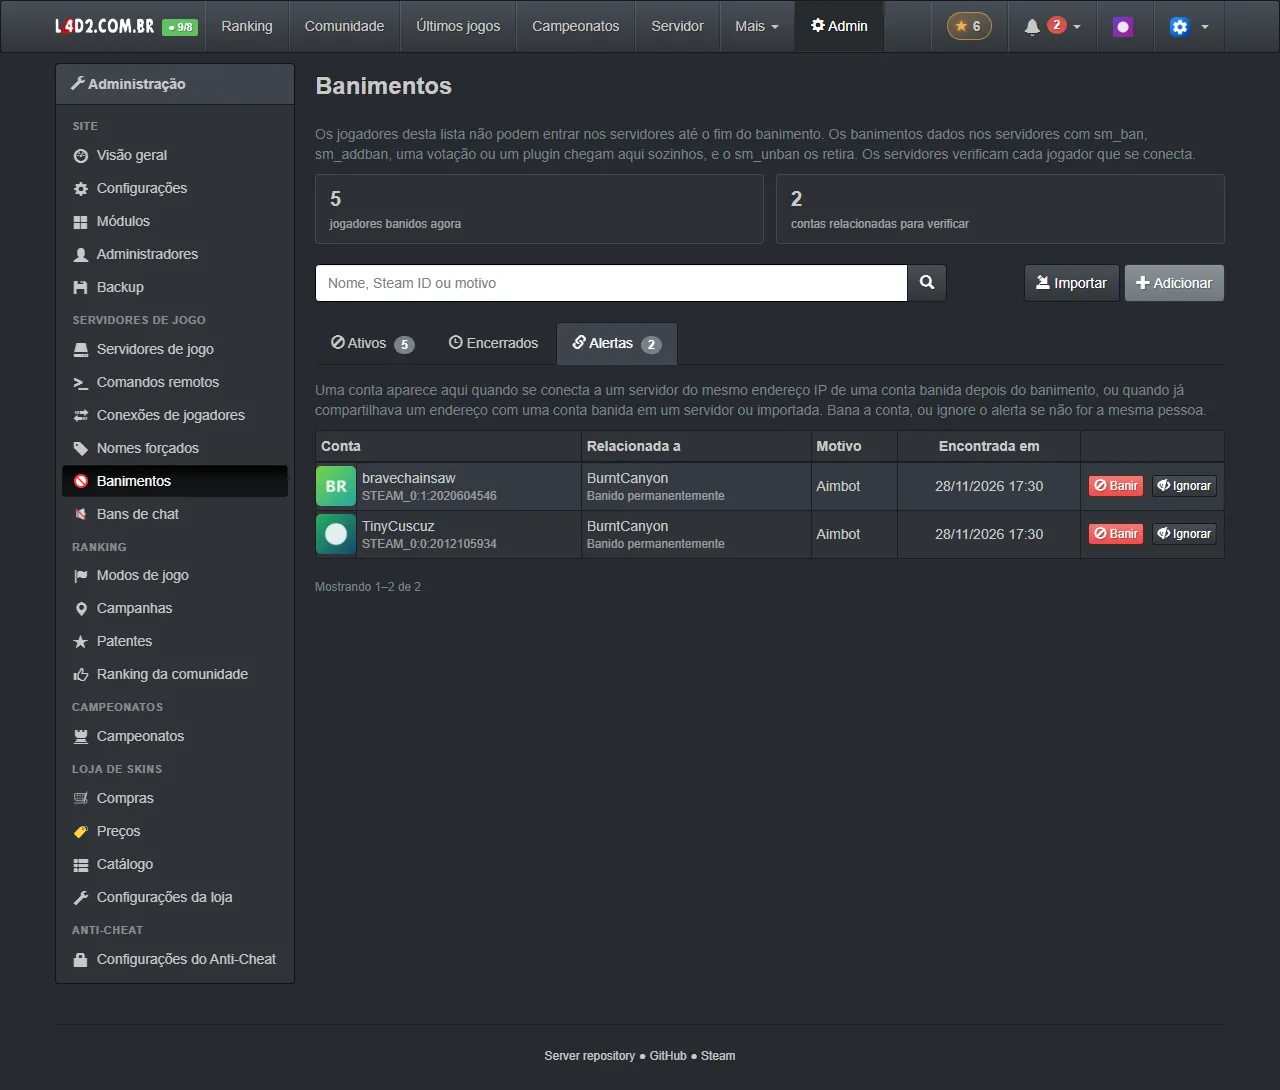 L4D2.COM.BR
● 9/8
Ranking
Comunidade
Últimos jogos
Campeonatos
Servidor
Mais
Admin
★ 6
2
Administração
SITE
Visão geral
Configurações
Módulos
Administradores
Backup
SERVIDORES DE JOGO
Servidores de jogo
Comandos remotos
Conexões de jogadores
Nomes forçados
Banimentos
Bans de chat
RANKING
Modos de jogo
Campanhas
Patentes
Ranking da comunidade
CAMPEONATOS
Campeonatos
LOJA DE SKINS
Compras
Preços
Catálogo
Configurações da loja
ANTI-CHEAT
Configurações do Anti-Cheat
Banimentos
Os jogadores desta lista não podem entrar nos servidores até o fim do banimento. Os banimentos dados nos servidores com sm_ban,
sm_addban, uma votação ou um plugin chegam aqui sozinhos, e o sm_unban os retira. Os servidores verificam cada jogador que se conecta.
5
jogadores banidos agora
2
contas relacionadas para verificar
Nome, Steam ID ou motivo
Importar
Adicionar
Ativos 5
Encerrados
Alertas 2
Uma conta aparece aqui quando se conecta a um servidor do mesmo endereço IP de uma conta banida depois do banimento, ou quando já
compartilhava um endereço com uma conta banida em um servidor ou importada. Bana a conta, ou ignore o alerta se não for a mesma pessoa.
Conta Relacionada a Motivo Encontrada em
BR bravechainsaw BurntCanyon Aimbot 28/11/2026 17:30 Banir Ignorar
STEAM_0:1:2020604546 Banido permanentemente
TinyCuscuz BurntCanyon Aimbot 28/11/2026 17:30 Banir Ignorar
STEAM_0:0:2012105934 Banido permanentemente
Mostrando 1–2 de 2
Server repository ● GitHub ● Steam